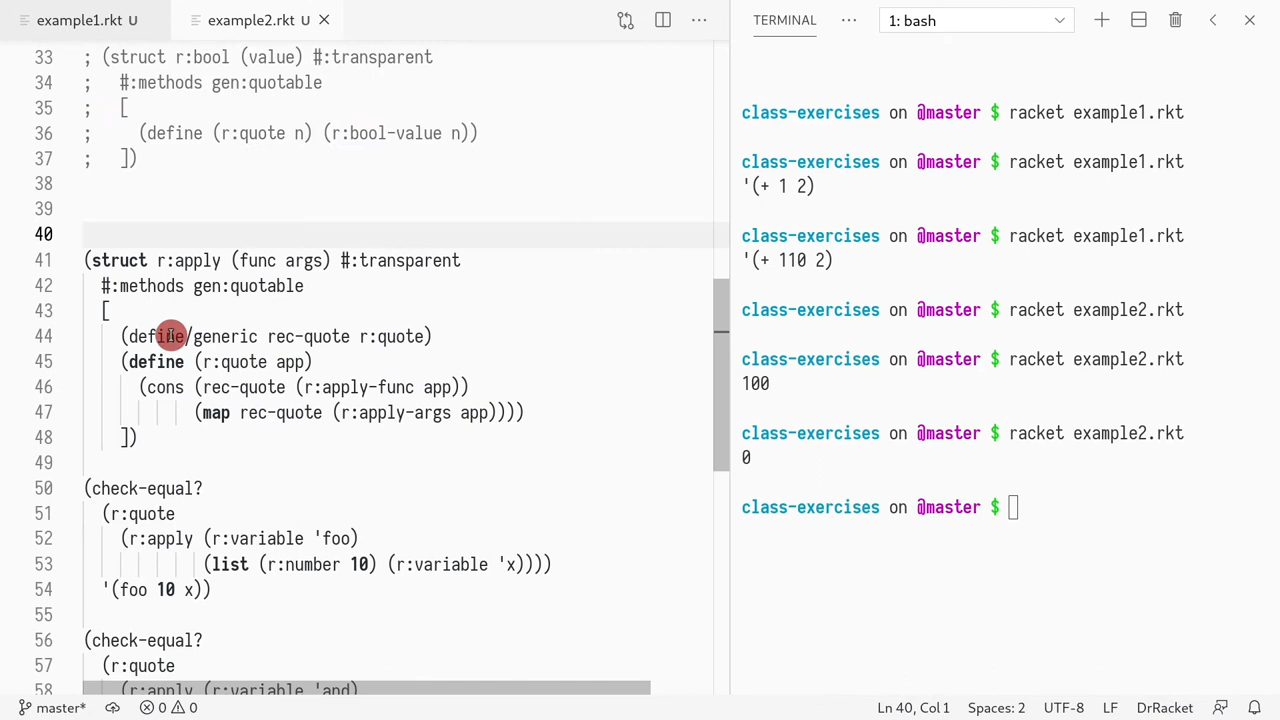 example1.rkt U
example2.rkt U
33 ; (struct r:bool (value) #:transparent
34 ;   #:methods gen:quotable
35 ;   [
36 ;     (define (r:quote n) (r:bool-value n))
37 ;   ])
38
39
40
41 (struct r:apply (func args) #:transparent
42   #:methods gen:quotable
43   [
44     (define/generic rec-quote r:quote)
45     (define (r:quote app)
46       (cons (rec-quote (r:apply-func app))
47             (map rec-quote (r:apply-args app))))
48     ])
49
50 (check-equal?
51   (r:quote
52     (r:apply (r:variable 'foo)
53              (list (r:number 10) (r:variable 'x))))
54   '(foo 10 x))
55
56 (check-equal?
57   (r:quote
58     (r:apply (r:variable 'and)
TERMINAL
1: bash
class-exercises on @master $ racket example1.rkt
class-exercises on @master $ racket example1.rkt
'(+ 1 2)
class-exercises on @master $ racket example1.rkt
'(+ 110 2)
class-exercises on @master $ racket example2.rkt
class-exercises on @master $ racket example2.rkt
100
class-exercises on @master $ racket example2.rkt
0
class-exercises on @master $
master* 0 0 Ln 40, Col 1 Spaces: 2 UTF-8 LF DrRacket